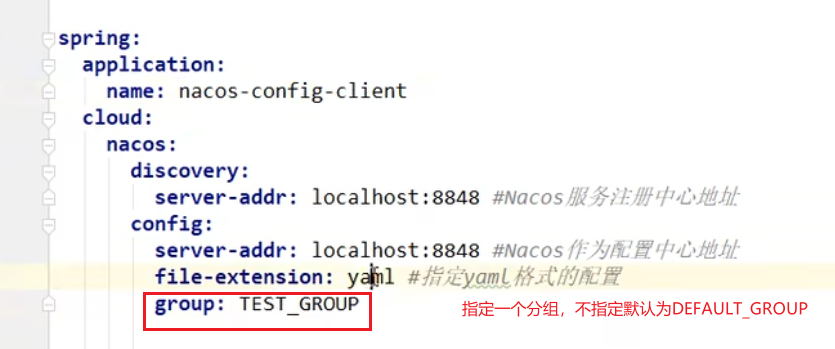 spring:
application:
name: nacos-config-client
cloud:
nacos:
discovery:
server-addr: localhost:8848 #Nacos服务注册中心地址
config:
server-addr: localhost:8848 #Nacos作为配置中心地址
file-extension: yaml #指定yaml格式的配置
group: TEST_GROUP 指定一个分组，不指定默认为DEFAULT_GROUP